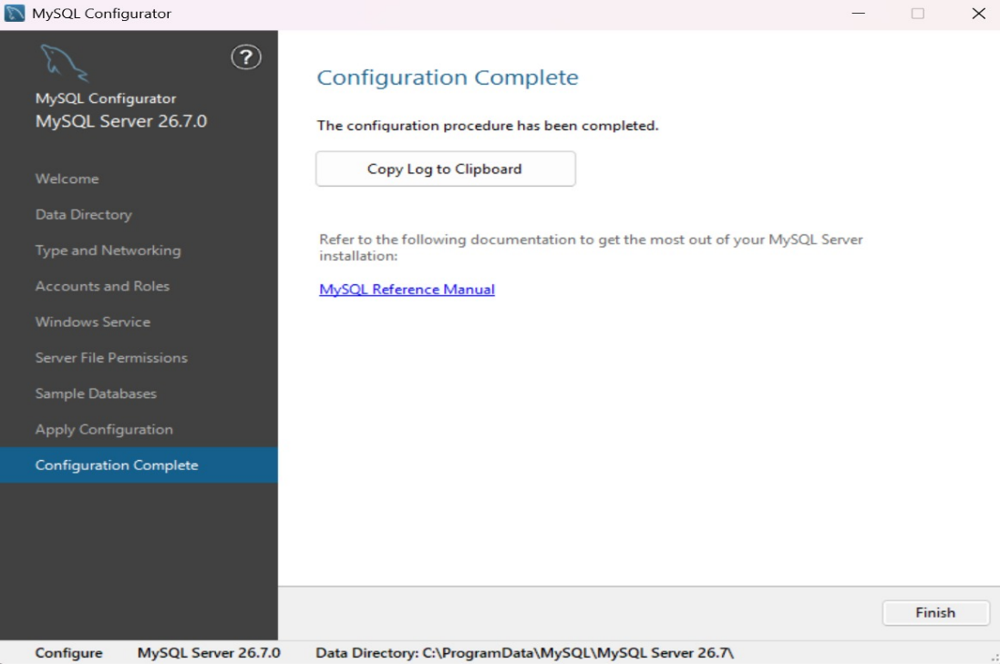 MySQL Configurator
?
MySQL Configurator
MySQL Server 26.7.0
Welcome
Data Directory
Type and Networking
Accounts and Roles
Windows Service
Server File Permissions
Sample Databases
Apply Configuration
Configuration Complete
Configuration Complete
The configuration procedure has been completed.
Copy Log to Clipboard
Refer to the following documentation to get the most out of your MySQL Server
installation:
MySQL Reference Manual
Finish
Configure MySQL Server 26.7.0 Data Directory: C:\ProgramData\MySQL\MySQL Server 26.7\